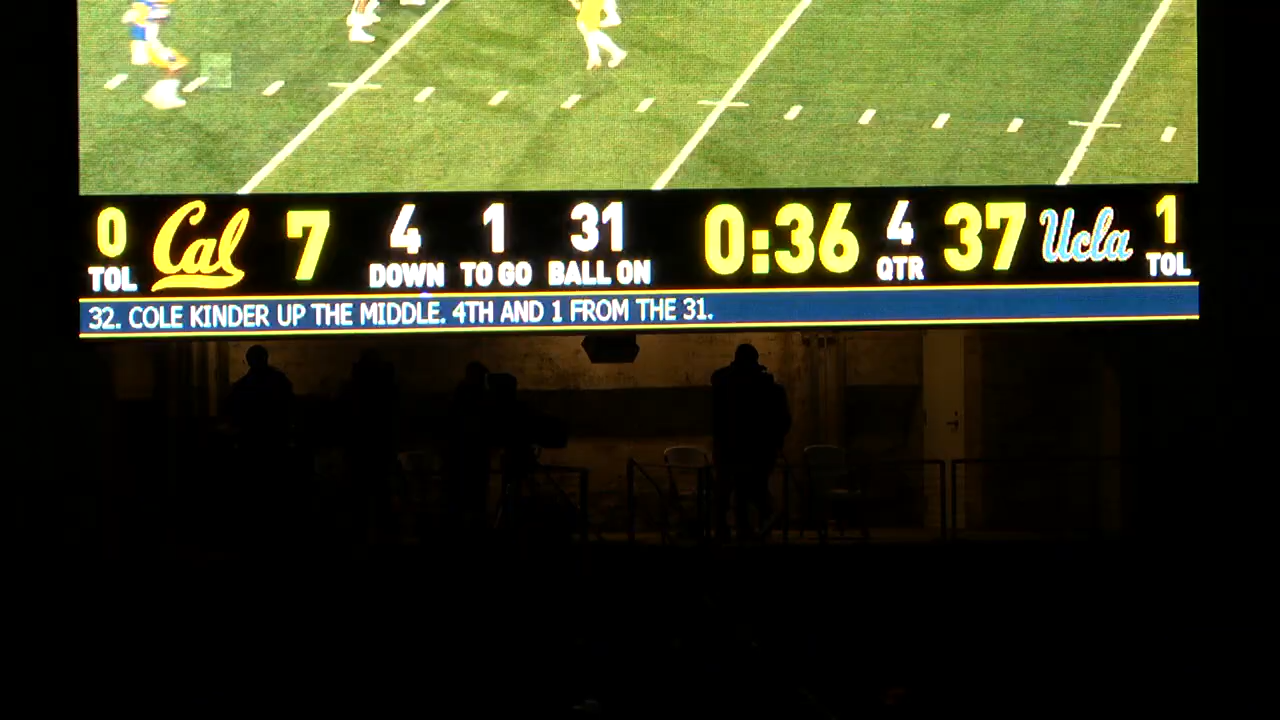 0 Cal 7 4 1 31 0:36 4 37 Ucla 1
TOL DOWN TO GO BALL ON QTR TOL
32. COLE KINDER UP THE MIDDLE. 4TH AND 1 FROM THE 31.